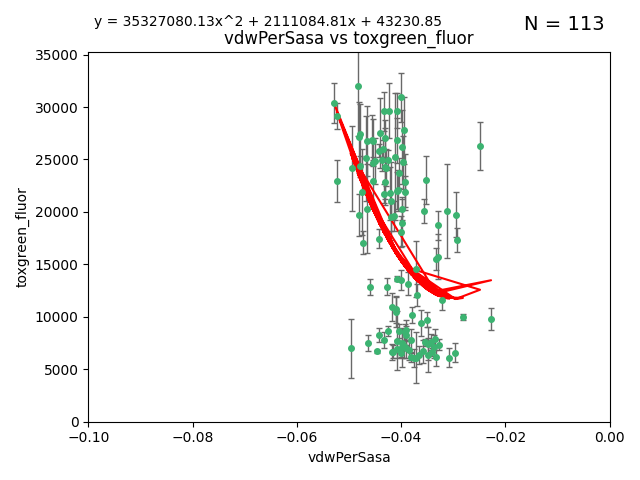 y = 35327080.13x^2 + 2111084.81x + 43230.85
N = 113
vdwPerSasa vs toxgreen_fluor
35000
30000
25000
20000
15000
10000
5000
0
toxgreen_fluor
−0.10
−0.08
−0.06
−0.04
−0.02
0.00
vdwPerSasa